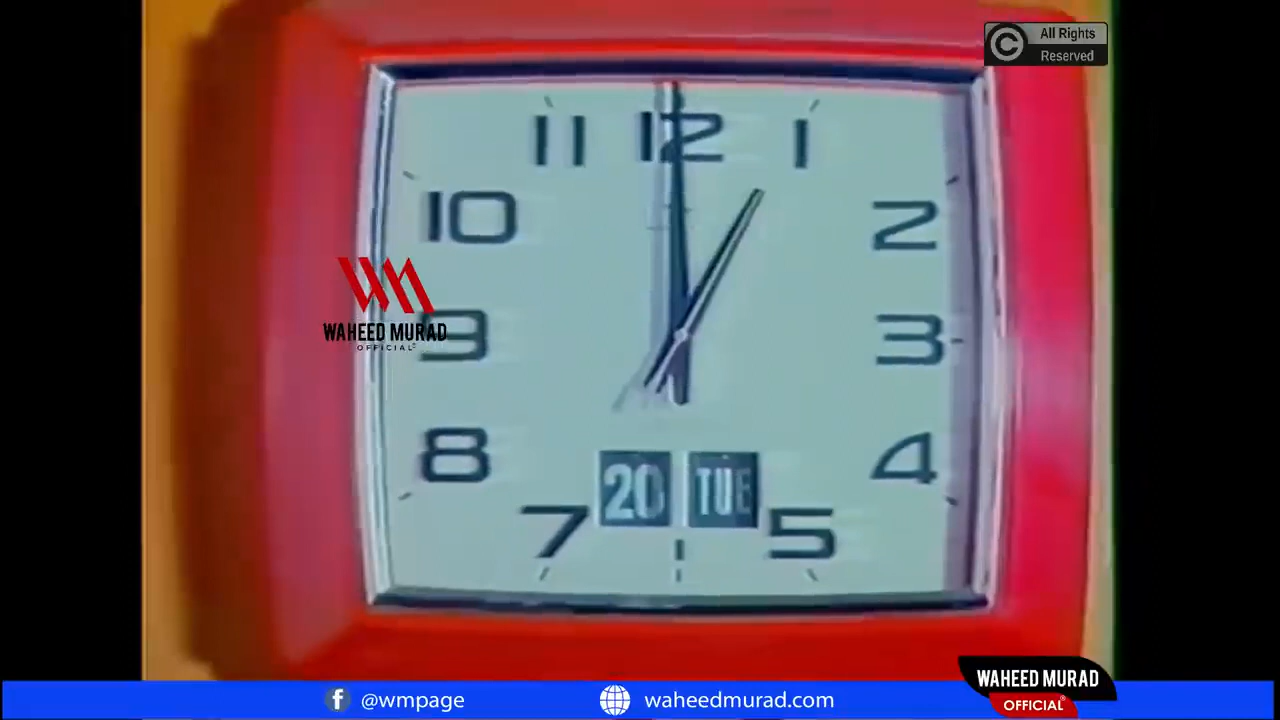 All Rights
Reserved
11 12 1
10 2
WAHEED MURAD
OFFICIAL
9 3
8 4
20 TUE
7 5
WAHEED MURAD
OFFICIAL
@wmpage
waheedmurad.com